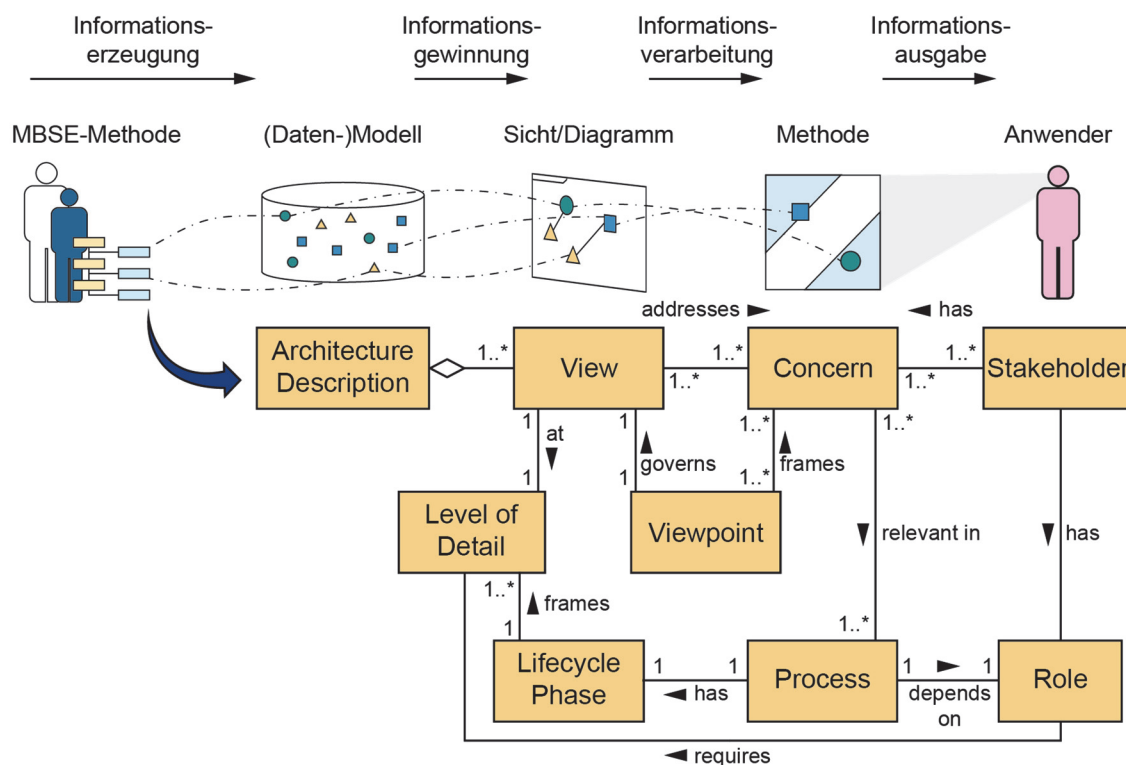 Informations-
erzeugung
Informations-
gewinnung
Informations-
verarbeitung
Informations-
ausgabe
MBSE-Methode
(Daten-)Modell
Sicht/Diagramm
Methode
Anwender
addresses
has
Architecture
Description
1..*
View
1..*
1..*
Concern
1..*
1..*
Stakeholder
1
at
1
1
governs
1
1..*
frames
1..*
1..*
relevant in
1..*
has
Level of
Detail
Viewpoint
1..*
frames
1
Lifecycle
Phase
1
has
1
Process
1
depends
on
1
Role
requires